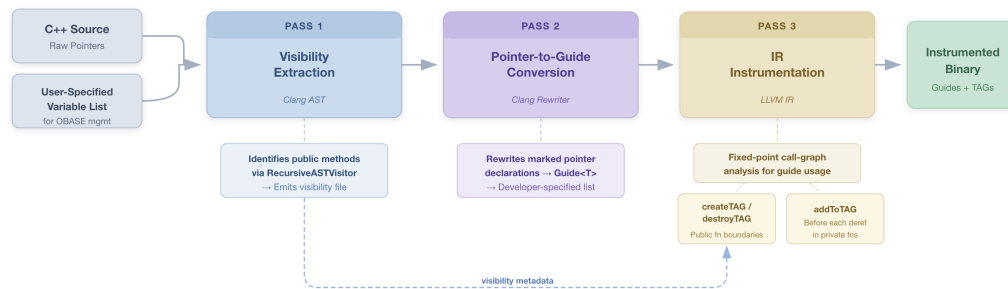 C++ Source
Raw Pointers
User-Specified
Variable List
for OBASE mgmt
PASS 1
Visibility
Extraction
Clang AST
Identifies public methods
via RecursiveASTVisitor
→ Emits visibility file
PASS 2
Pointer-to-Guide
Conversion
Clang Rewriter
Rewrites marked pointer
declarations → Guide<T>
→ Developer-specified list
PASS 3
IR
Instrumentation
LLVM IR
Fixed-point call-graph
analysis for guide usage
createTAG /
destroyTAG
Public fn boundaries
addToTAG
Before each deref
in private fns
Instrumented
Binary
Guides + TAGs
visibility metadata